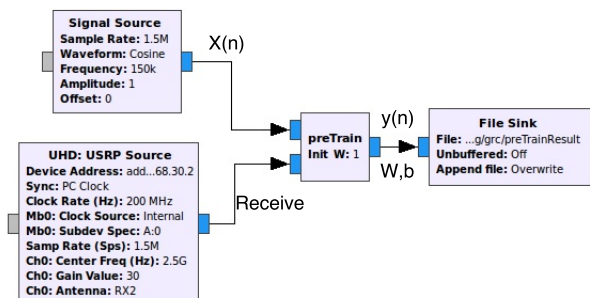 Signal Source
Sample Rate: 1.5M
Waveform: Cosine
Frequency: 150k
Amplitude: 1
Offset: 0
X(n)
preTrain
Init W: 1
y(n)
W,b
File Sink
File: ...g/grc/preTrainResult
Unbuffered: Off
Append file: Overwrite
UHD: USRP Source
Device Address: add...68.30.2
Sync: PC Clock
Clock Rate (Hz): 200 MHz
Mb0: Clock Source: Internal
Mb0: Subdev Spec: A:0
Samp Rate (Sps): 1.5M
Ch0: Center Freq (Hz): 2.5G
Ch0: Gain Value: 30
Ch0: Antenna: RX2
Receive